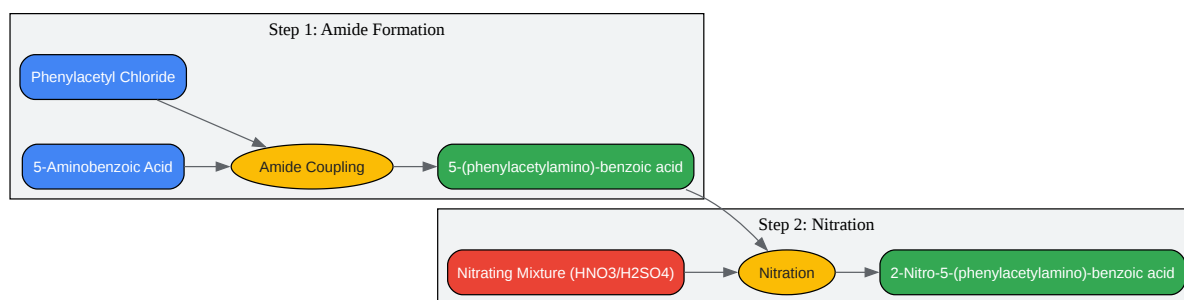 Step 1: Amide Formation
Phenylacetyl Chloride
5-Aminobenzoic Acid
Amide Coupling
5-(phenylacetylamino)-benzoic acid
Step 2: Nitration
Nitrating Mixture (HNO3/H2SO4)
Nitration
2-Nitro-5-(phenylacetylamino)-benzoic acid